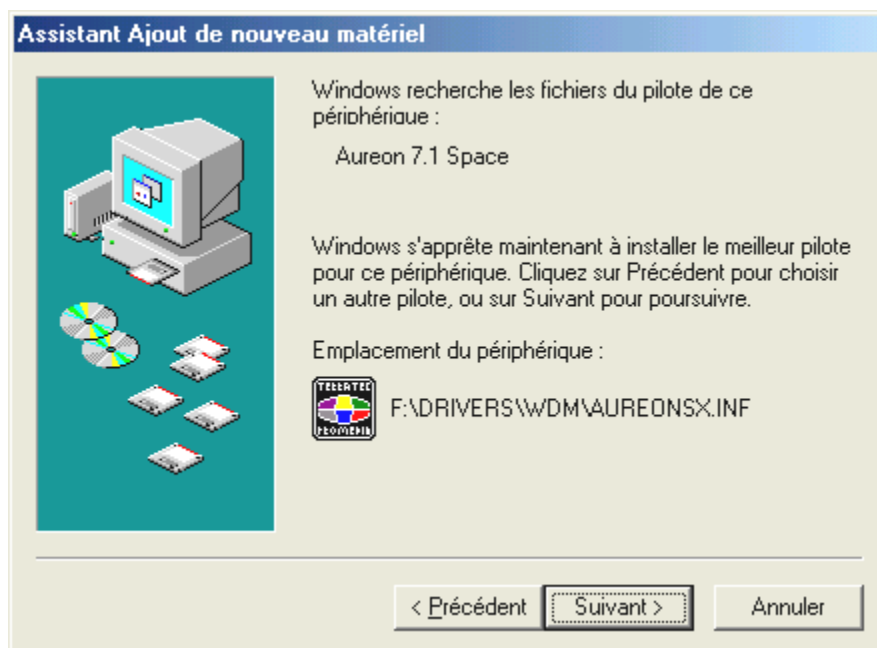 Assistant Ajout de nouveau matériel
Windows recherche les fichiers du pilote de ce
périphérique :
Aureon 7.1 Space
Windows s'apprête maintenant à installer le meilleur pilote
pour ce périphérique. Cliquez sur Précédent pour choisir
un autre pilote, ou sur Suivant pour poursuivre.
Emplacement du périphérique :
TERRATEC
PROMEDIA
F:\DRIVERS\WDM\AUREONSX.INF
< Précédent
Suivant >
Annuler